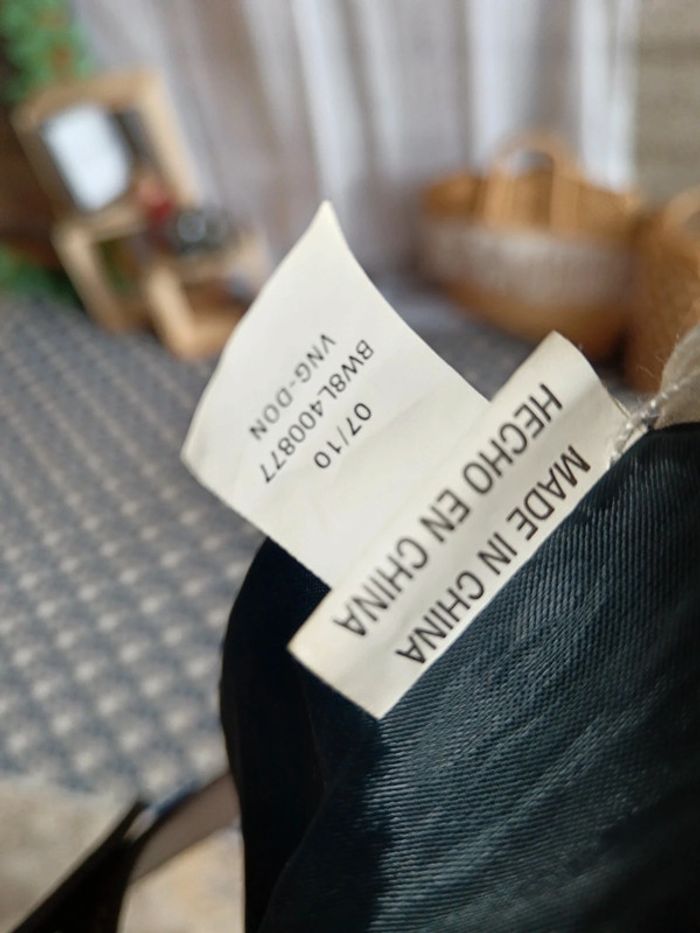 MADE IN CHINA
HECHO EN CHINA
07/10
BW8L400877
VNG-DON